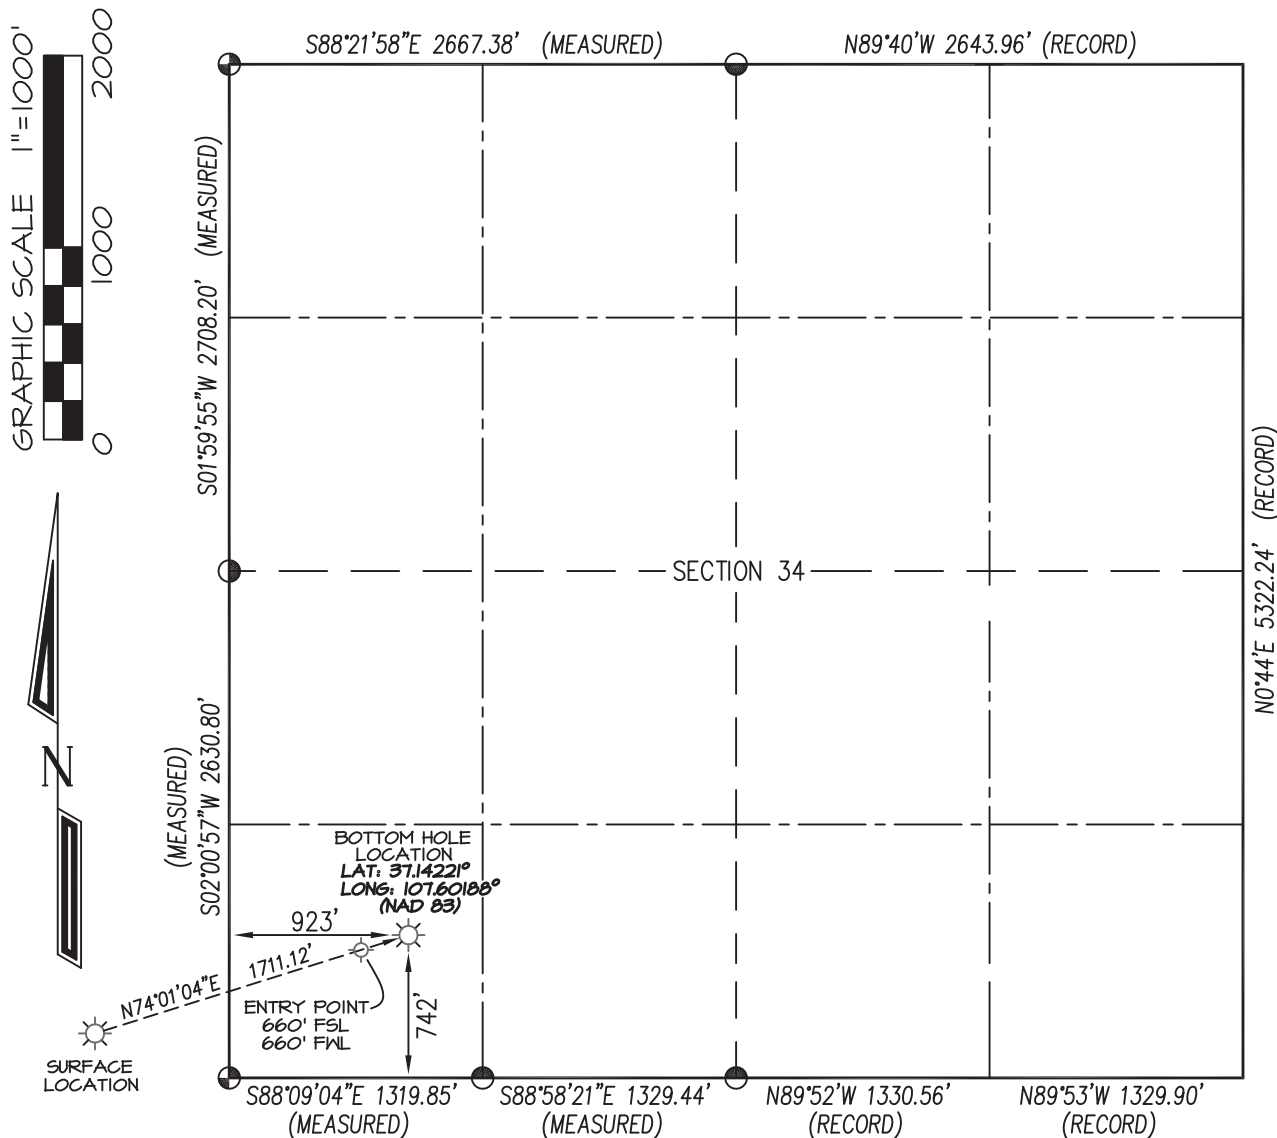 S88°21'58"E 2667.38' (MEASURED)
N89°40'W 2643.96' (RECORD)
GRAPHIC SCALE 1"=1000'
2000
1000
0
S01°59'55"W 2708.20' (MEASURED)
SECTION 34
N0°44'E 5322.24' (RECORD)
N
(MEASURED)
S02°00'57"W 2630.80'
BOTTOM HOLE
LOCATION
LAT: 37.14221°
LONG: 107.60188°
(NAD 83)
923'
N74°01'04"E 1711.12'
ENTRY POINT
660' FSL
660' FWL
742'
SURFACE
LOCATION
S88°09'04"E 1319.85'
(MEASURED)
S88°58'21"E 1329.44'
(MEASURED)
N89°52'W 1330.56'
(RECORD)
N89°53'W 1329.90'
(RECORD)